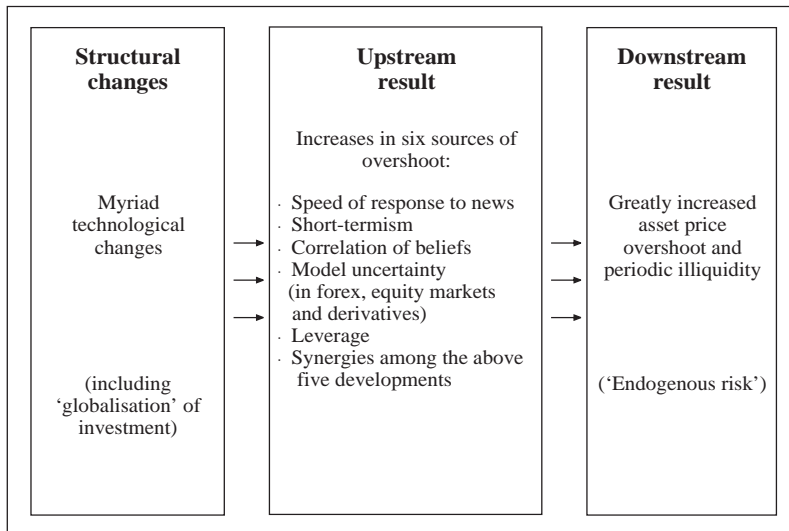 Structural
changes
Myriad
technological
changes
(including
‘globalisation’ of
investment)
Upstream
result
Increases in six sources of
overshoot:
· Speed of response to news
· Short-termism
· Correlation of beliefs
· Model uncertainty
(in forex, equity markets
and derivatives)
· Leverage
· Synergies among the above
five developments
Downstream
result
Greatly increased
asset price
overshoot and
periodic illiquidity
(‘Endogenous risk’)